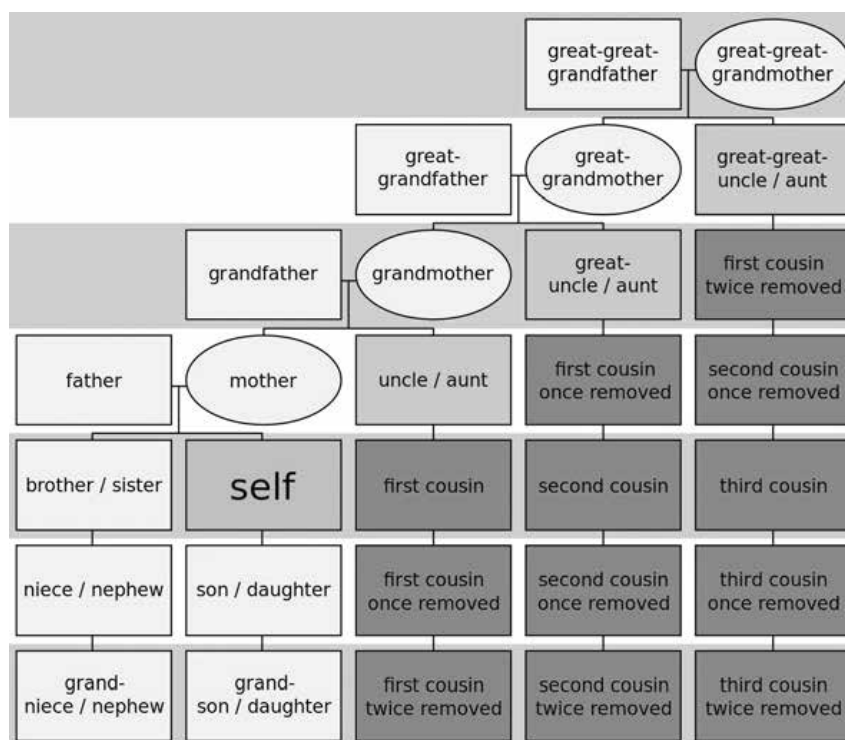 great-great-
grandfather
great-great-
grandmother
great-
grandfather
great-
grandmother
great-great-
uncle / aunt
grandfather
grandmother
great-
uncle / aunt
first cousin
twice removed
father
mother
uncle / aunt
first cousin
once removed
second cousin
once removed
brother / sister
self
first cousin
second cousin
third cousin
niece / nephew
son / daughter
first cousin
once removed
second cousin
once removed
third cousin
once removed
grand-
niece / nephew
grand-
son / daughter
first cousin
twice removed
second cousin
twice removed
third cousin
twice removed